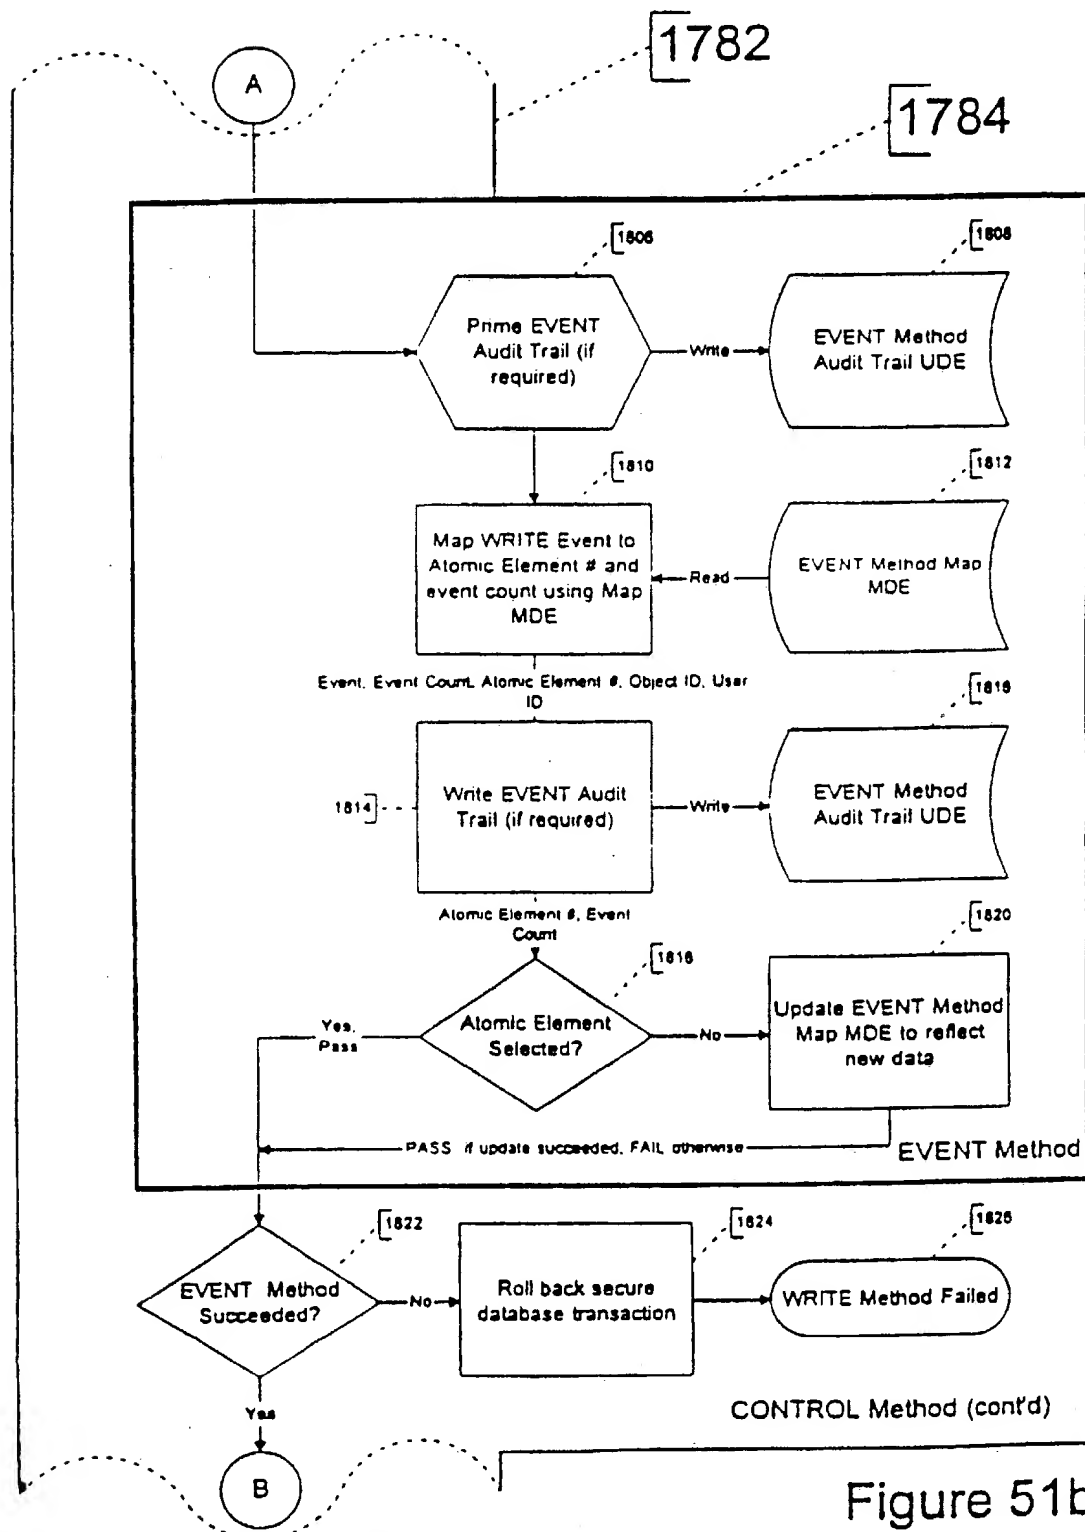 1782
A
1784
1806
1808
Prime EVENT
Audit Trail (if
required)
Write
EVENT Method
Audit Trail UDE
1810
1812
Map WRITE Event to
Atomic Element # and
event count using Map
MDE
Read
EVENT Method Map
MDE
Event, Event Count, Atomic Element #, Object ID, User
ID
1816
1814
Write EVENT Audit
Trail (if required)
Write
EVENT Method
Audit Trail UDE
Atomic Element #, Event
Count
1818
1820
Yes,
Pass
Atomic Element
Selected?
No
Update EVENT Method
Map MDE to reflect
new data
PASS if update succeeded, FAIL otherwise
EVENT Method
1822
1824
1826
EVENT Method
Succeeded?
No
Roll back secure
database transaction
WRITE Method Failed
Yes
CONTROL Method (cont'd)
B
Figure 51b